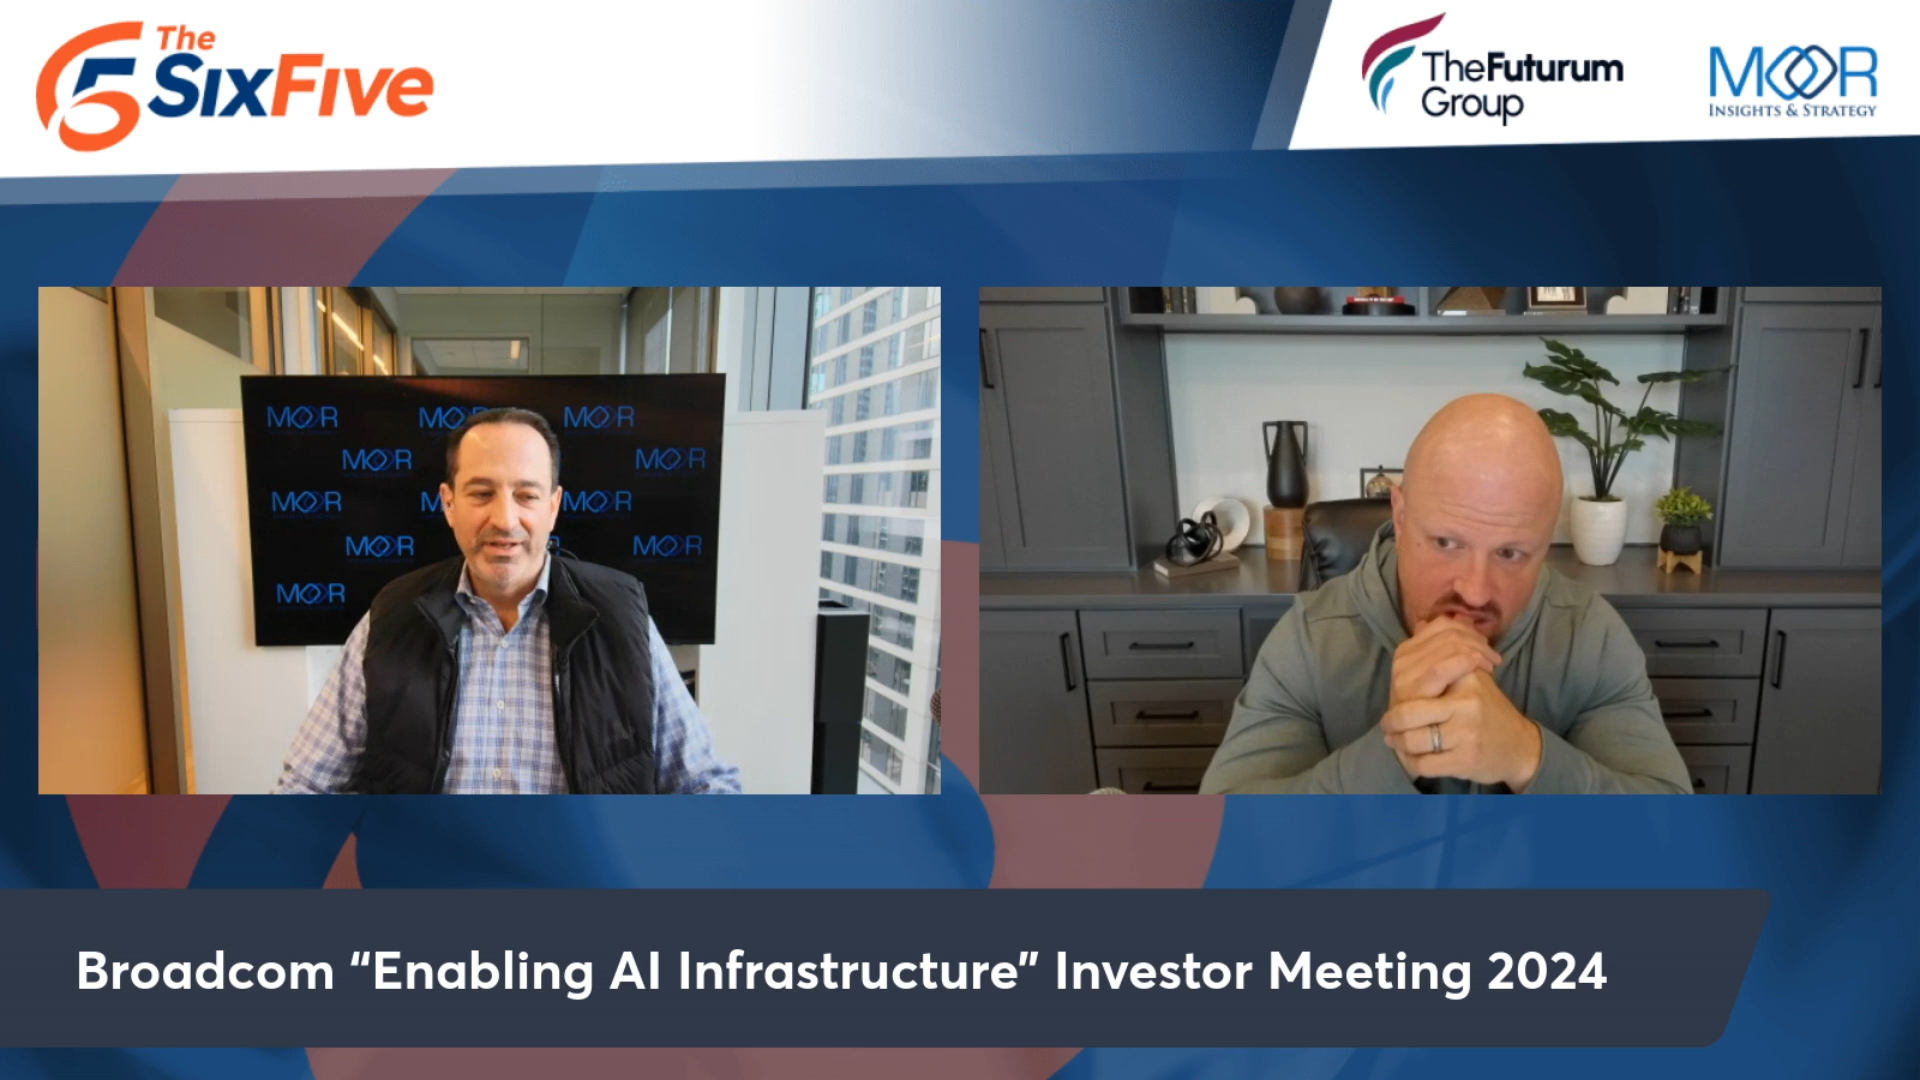 The
SixFive
TheFuturum
Group
MOOR
INSIGHTS & STRATEGY
MOOR MOO MOOR
MOOR MOOR
MOOR M MOOR
MOOR MOOR
MOOR
Broadcom “Enabling AI Infrastructure” Investor Meeting 2024